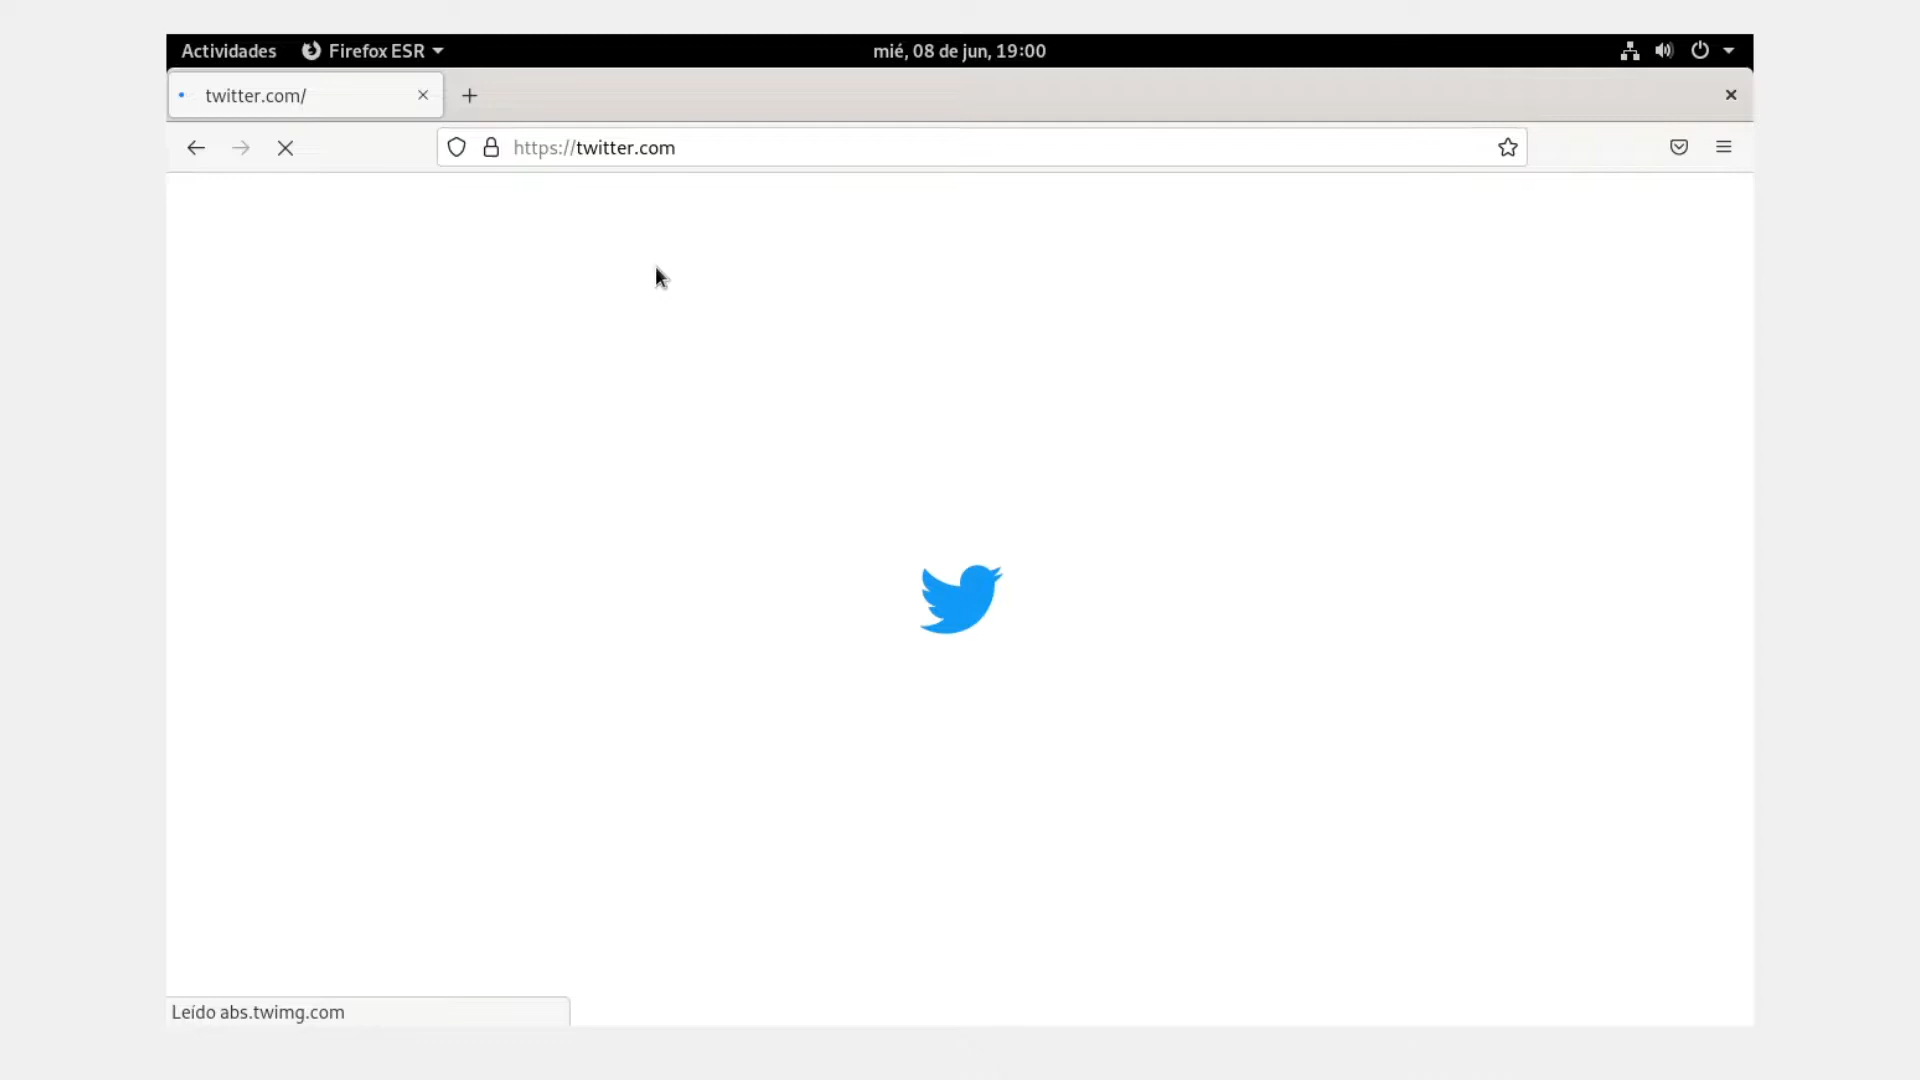 Actividades Firefox ESR mié, 08 de jun, 19:00
twitter.com/
https://twitter.com
Leído abs.twimg.com